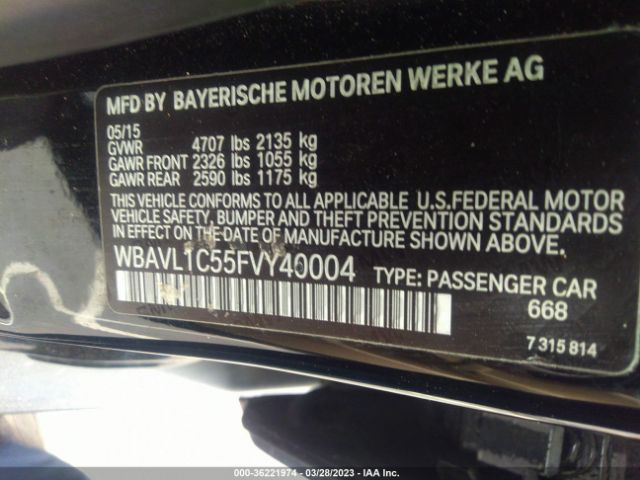 MFD BY BAYERISCHE MOTOREN WERKE AG
05/15
GVWR 4707 lbs 2135 kg
GAWR FRONT 2326 lbs 1055 kg
GAWR REAR 2590 lbs 1175 kg
THIS VEHICLE CONFORMS TO ALL APPLICABLE U.S.FEDERAL MOTOR
VEHICLE SAFETY, BUMPER AND THEFT PREVENTION STANDARDS
IN EFFECT ON THE DATE OF MANUFACTURE SHOWN ABOVE.
WBAVL1C55FVY40004 TYPE: PASSENGER CAR
668
7 315 814
000-36221974 / 03/28/2023 / IAA Inc.